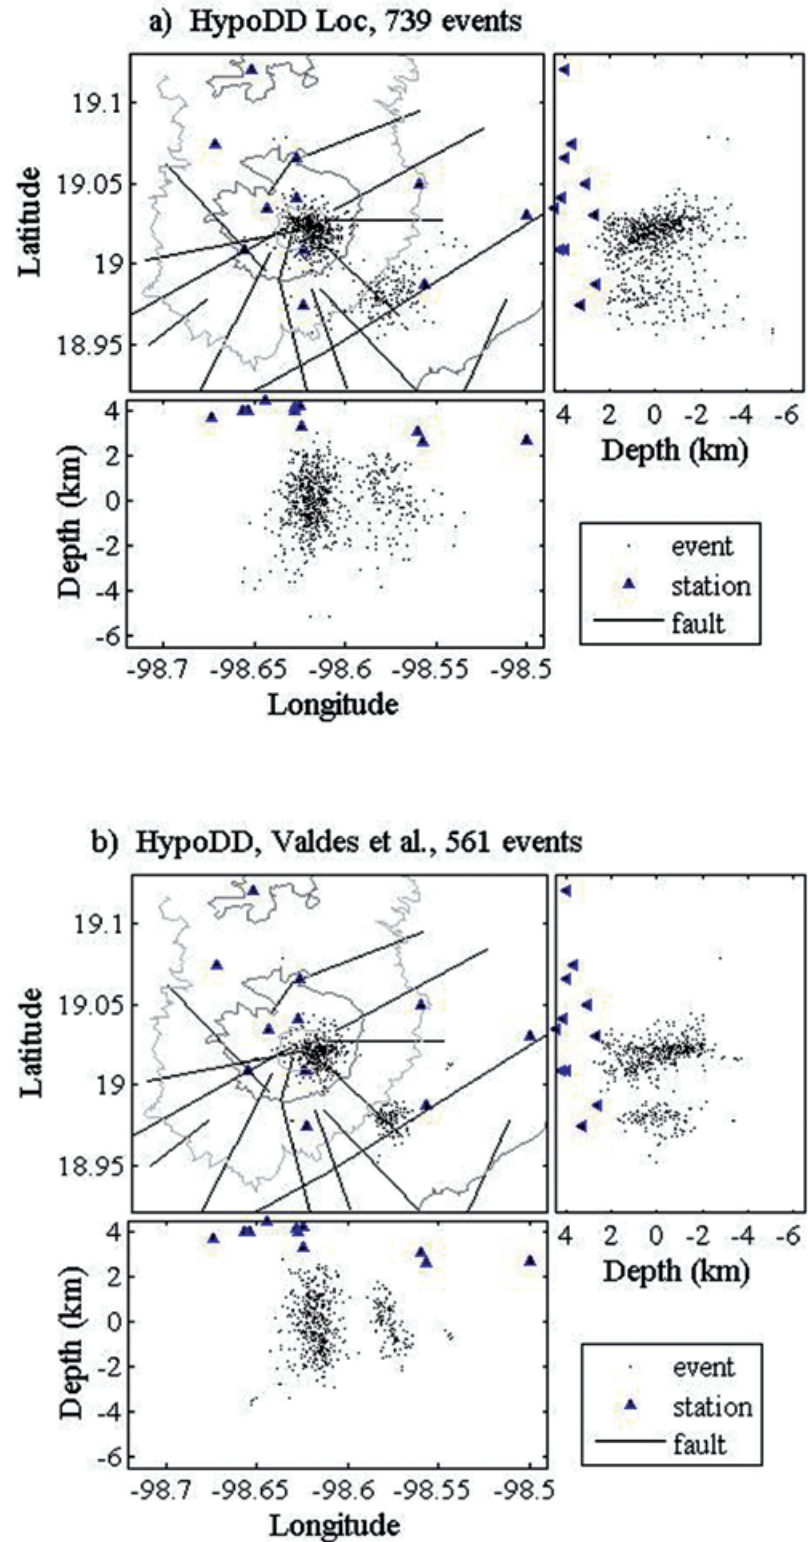 a) HypoDD Loc, 739 events
19.1
19.05
19
18.95
Latitude
4 2 0 -2 -4 -6
Depth (km)
4
2
0
-2
-4
-6
Depth (km)
-98.7 -98.65 -98.6 -98.55 -98.5
Longitude
event
station
fault
b) HypoDD, Valdes et al., 561 events
19.1
19.05
19
18.95
Latitude
4 2 0 -2 -4 -6
Depth (km)
4
2
0
-2
-4
-6
Depth (km)
-98.7 -98.65 -98.6 -98.55 -98.5
Longitude
event
station
fault